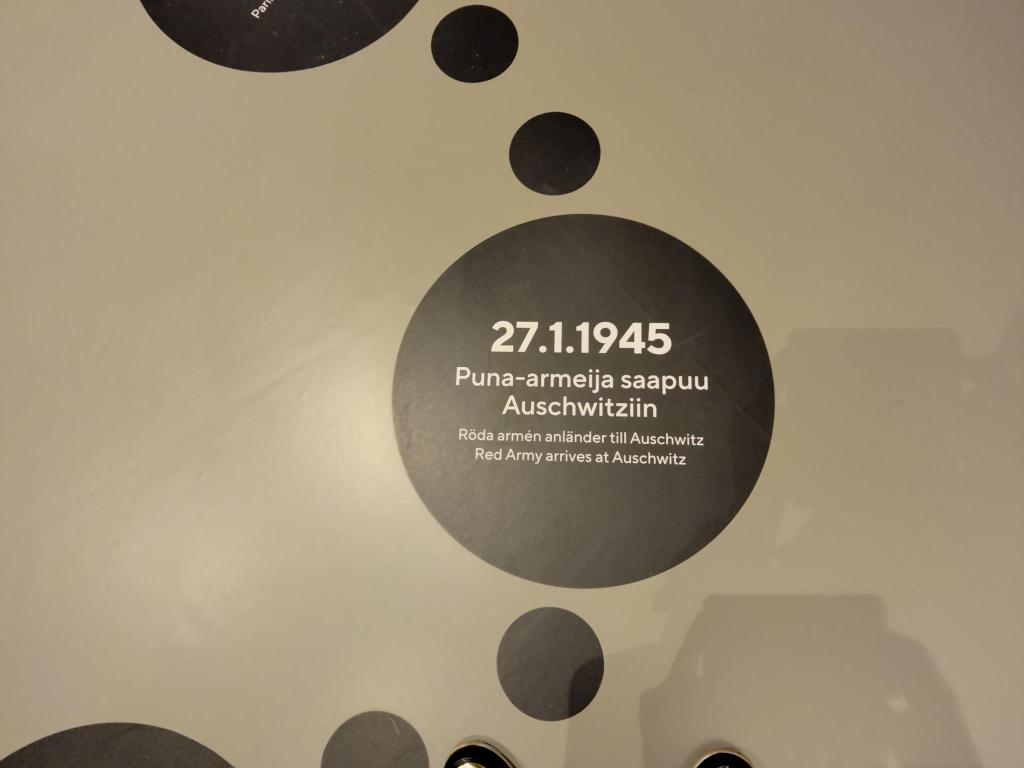 27.1.1945
Puna-armeija saapuu
Auschwitziin
Röda armén anländer till Auschwitz
Red Army arrives at Auschwitz